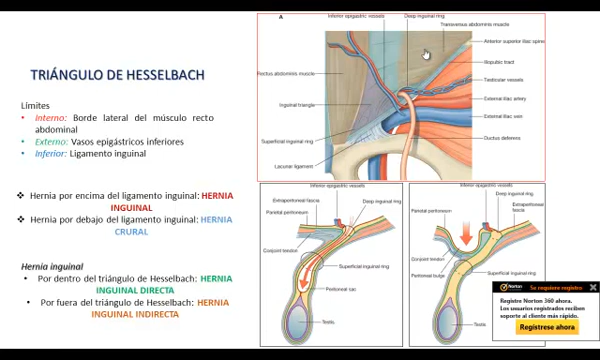 TRIÁNGULO DE HESSELBACH
Límites
• Interno: Borde lateral del músculo recto
abdominal
• Externo: Vasos epigástricos inferiores
• Inferior: Ligamento inguinal
❖ Hernia por encima del ligamento inguinal: HERNIA
INGUINAL
❖ Hernia por debajo del ligamento inguinal: HERNIA
CRURAL
Hernia inguinal
• Por dentro del triángulo de Hesselbach: HERNIA
INGUINAL DIRECTA
• Por fuera del triángulo de Hesselbach: HERNIA
INGUINAL INDIRECTA
A
Inferior epigastric vessels
Deep inguinal ring
Transversus abdominis muscle
Anterior superior iliac spine
Iliopubic tract
Testicular vessels
External iliac artery
External iliac vein
Ductus deferens
Rectus abdominis muscle
Inguinal triangle
Superficial inguinal ring
Lacunar ligament
Inferior epigastric vessels
Extraperitoneal fascia
Parietal peritoneum
Deep inguinal ring
Conjoint tendon
Superficial inguinal ring
Peritoneal sac
Testis
Inferior epigastric vessels
Deep inguinal ring
Extraperitoneal
fascia
Parietal peritoneum
Conjoint tendon
Peritoneal bulge
Superficial inguinal ring
Testis
Norton
Se requiere registro
Registre Norton 360 ahora.
Los usuarios registrados reciben
soporte al cliente más rápido.
Regístrese ahora